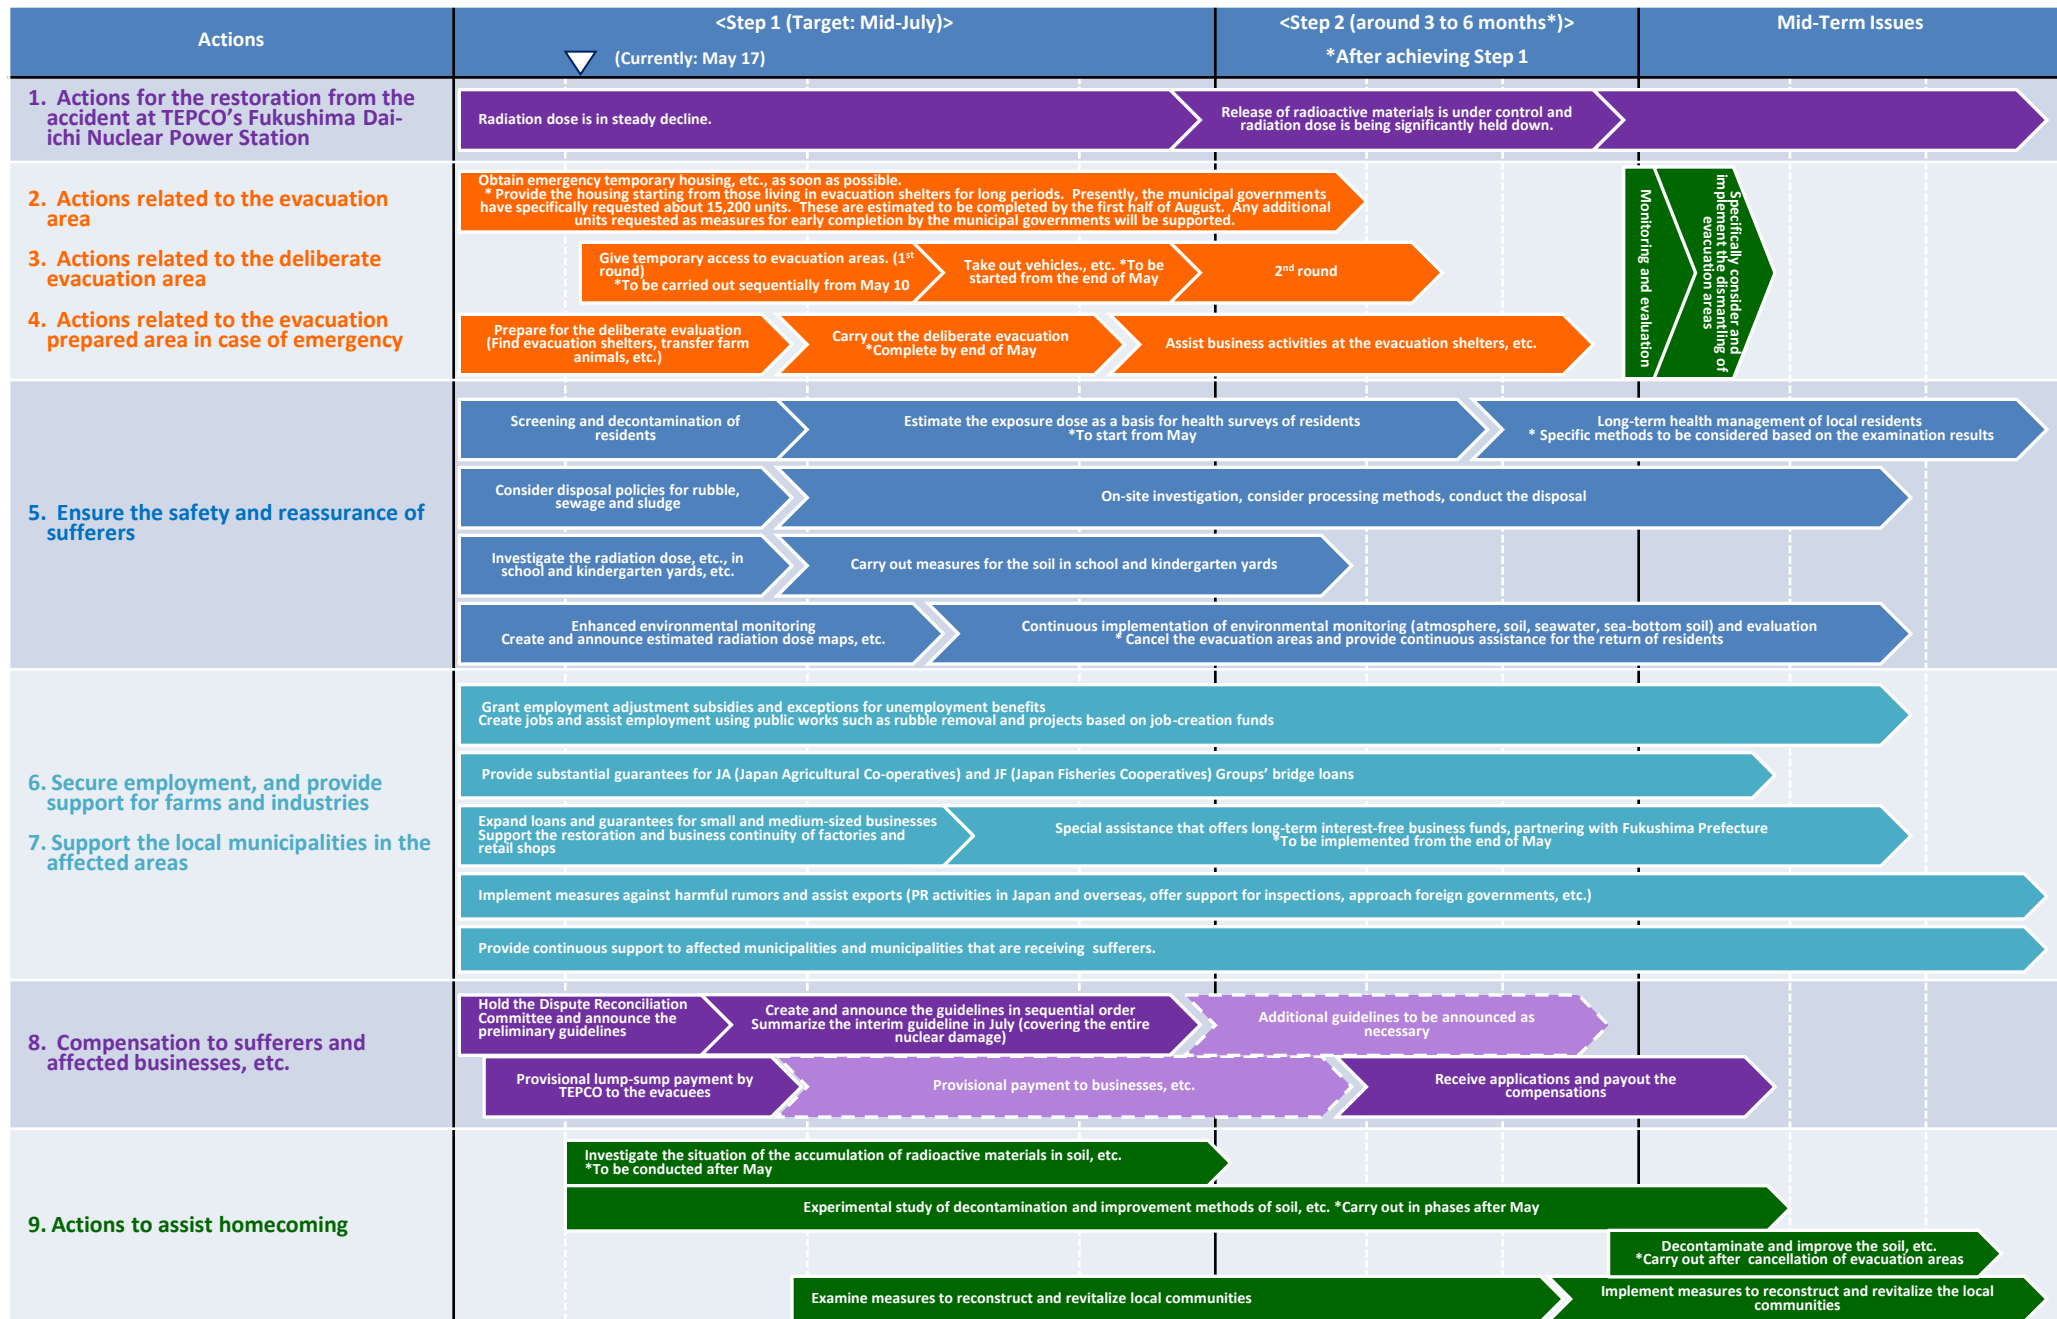 Actions
<Step 1 (Target: Mid-July)>
(Currently: May 17)
<Step 2 (around 3 to 6 months*)>
*After achieving Step 1
Mid-Term Issues
1. Actions for the restoration from the
accident at TEPCO's Fukushima Dai-
ichi Nuclear Power Station
Radiation dose is in steady decline.
Release of radioactive materials is under control and
radiation dose is being significantly held down.
2. Actions related to the evacuation
area
3. Actions related to the deliberate
evacuation area
4. Actions related to the evacuation
prepared area in case of emergency
Obtain emergency temporary housing, etc., as soon as possible.
* Provide the housing starting from those living in evacuation shelters for long periods. Presently, the municipal governments
have specifically requested about 15,200 units. These are estimated to be completed by the first half of August. Any additional
units requested as measures for early completion by the municipal governments will be supported.
Give temporary access to evacuation areas. (1st
round)
*To be carried out sequentially from May 10
Take out vehicles., etc. *To be
started from the end of May
2nd round
Prepare for the deliberate evaluation
(Find evacuation shelters, transfer farm
animals, etc.)
Carry out the deliberate evacuation
*Complete by end of May
Assist business activities at the evacuation shelters, etc.
Monitoring and evaluation
Specifically consider and
implement the dismantling of
evacuation areas
5. Ensure the safety and reassurance of
sufferers
Screening and decontamination of
residents
Estimate the exposure dose as a basis for health surveys of residents
*To start from May
Long-term health management of local residents
* Specific methods to be considered based on the examination results
Consider disposal policies for rubble,
sewage and sludge
On-site investigation, consider processing methods, conduct the disposal
Investigate the radiation dose, etc., in
school and kindergarten yards, etc.
Carry out measures for the soil in school and kindergarten yards
Enhanced environmental monitoring
Create and announce estimated radiation dose maps, etc.
Continuous implementation of environmental monitoring (atmosphere, soil, seawater, sea-bottom soil) and evaluation
* Cancel the evacuation areas and provide continuous assistance for the return of residents
6. Secure employment, and provide
support for farms and industries
7. Support the local municipalities in the
affected areas
Grant employment adjustment subsidies and exceptions for unemployment benefits
Create jobs and assist employment using public works such as rubble removal and projects based on job-creation funds
Provide substantial guarantees for JA (Japan Agricultural Co-operatives) and JF (Japan Fisheries Cooperatives) Groups' bridge loans
Expand loans and guarantees for small and medium-sized businesses
Support the restoration and business continuity of factories and
retail shops
Special assistance that offers long-term interest-free business funds, partnering with Fukushima Prefecture
*To be implemented from the end of May
Implement measures against harmful rumors and assist exports (PR activities in Japan and overseas, offer support for inspections, approach foreign governments, etc.)
Provide continuous support to affected municipalities and municipalities that are receiving sufferers.
8. Compensation to sufferers and
affected businesses, etc.
Hold the Dispute Reconciliation
Committee and announce the
preliminary guidelines
Create and announce the guidelines in sequential order
Summarize the interim guideline in July (covering the entire
nuclear damage)
Additional guidelines to be announced as
necessary
Provisional lump-sump payment by
TEPCO to the evacuees
Provisional payment to businesses, etc.
Receive applications and payout the
compensations
9. Actions to assist homecoming
Investigate the situation of the accumulation of radioactive materials in soil, etc.
*To be conducted after May
Experimental study of decontamination and improvement methods of soil, etc. *Carry out in phases after May
Decontaminate and improve the soil, etc.
*Carry out after cancellation of evacuation areas
Examine measures to reconstruct and revitalize local communities
Implement measures to reconstruct and revitalize the local
communities